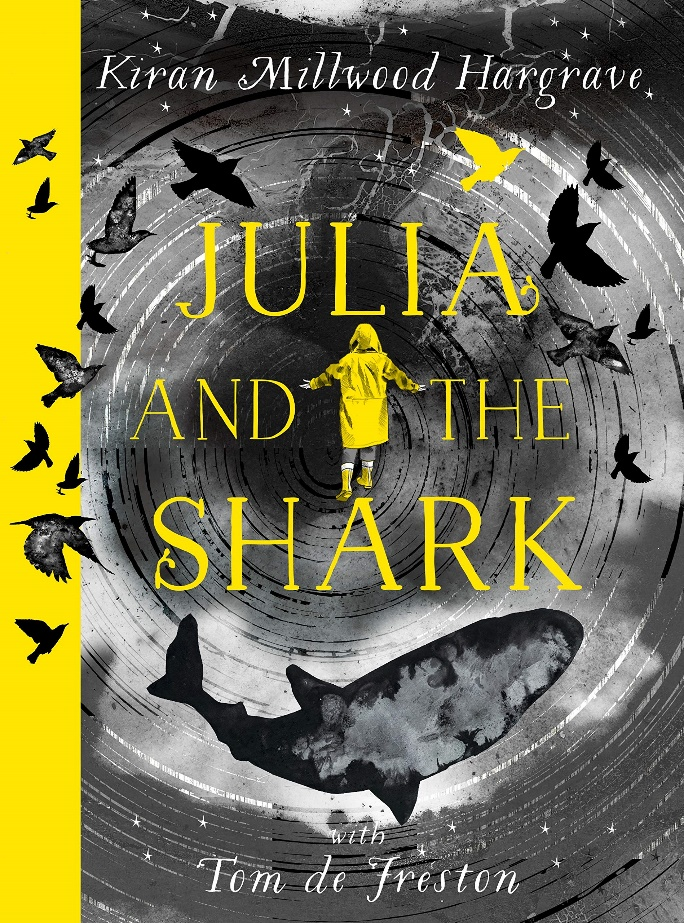 Kiran Millwood Hargrave
JULIA
AND THE
SHARK
with
Tom de Freston